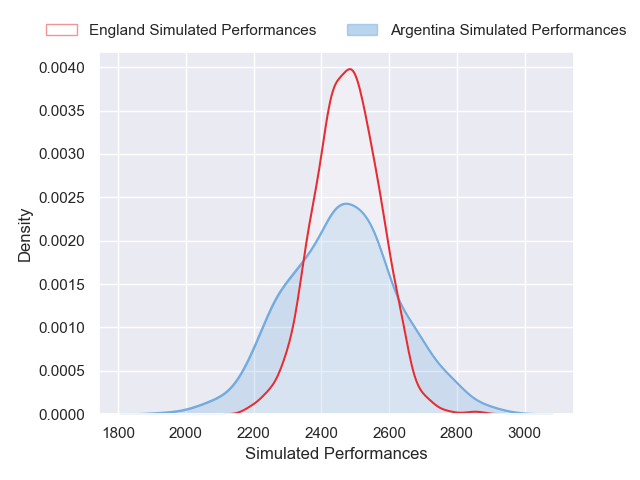 England Simulated Performances
Argentina Simulated Performances
0.0040
0.0035
0.0030
0.0025
0.0020
0.0015
0.0010
0.0005
0.0000
Density
1800 2000 2200 2400 2600 2800 3000
Simulated Performances